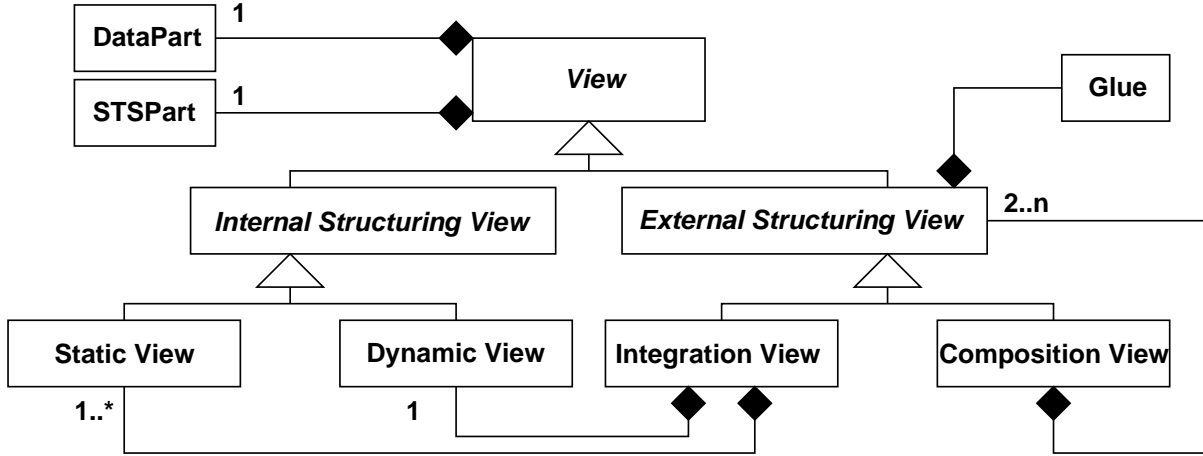 1
DataPart
View
Glue
1
STSPart
Internal Structuring View
External Structuring View
2..n
Static View
Dynamic View
Integration View
Composition View
1..*
1